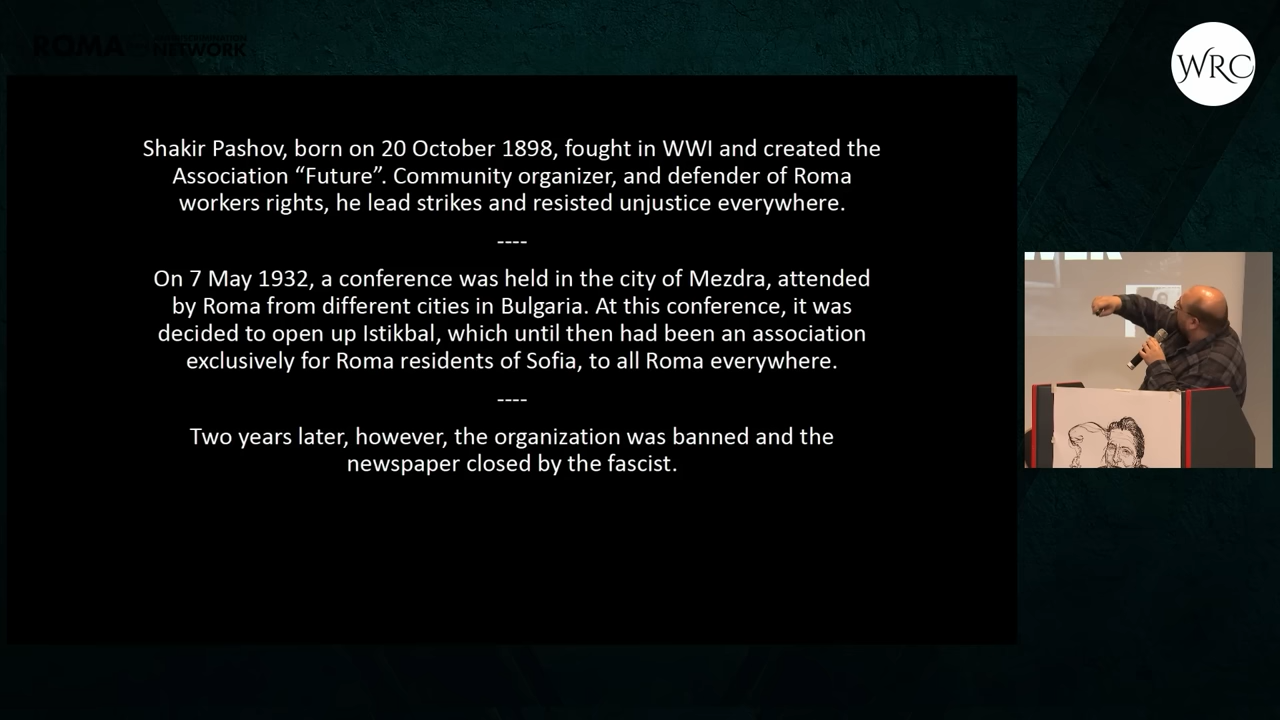 ROMA
NETWORK
WRC
Shakir Pashov, born on 20 October 1898, fought in WWI and created the
Association “Future”. Community organizer, and defender of Roma
workers rights, he lead strikes and resisted unjustice everywhere.
----
On 7 May 1932, a conference was held in the city of Mezdra, attended
by Roma from different cities in Bulgaria. At this conference, it was
decided to open up Istikbal, which until then had been an association
exclusively for Roma residents of Sofia, to all Roma everywhere.
----
Two years later, however, the organization was banned and the
newspaper closed by the fascist.